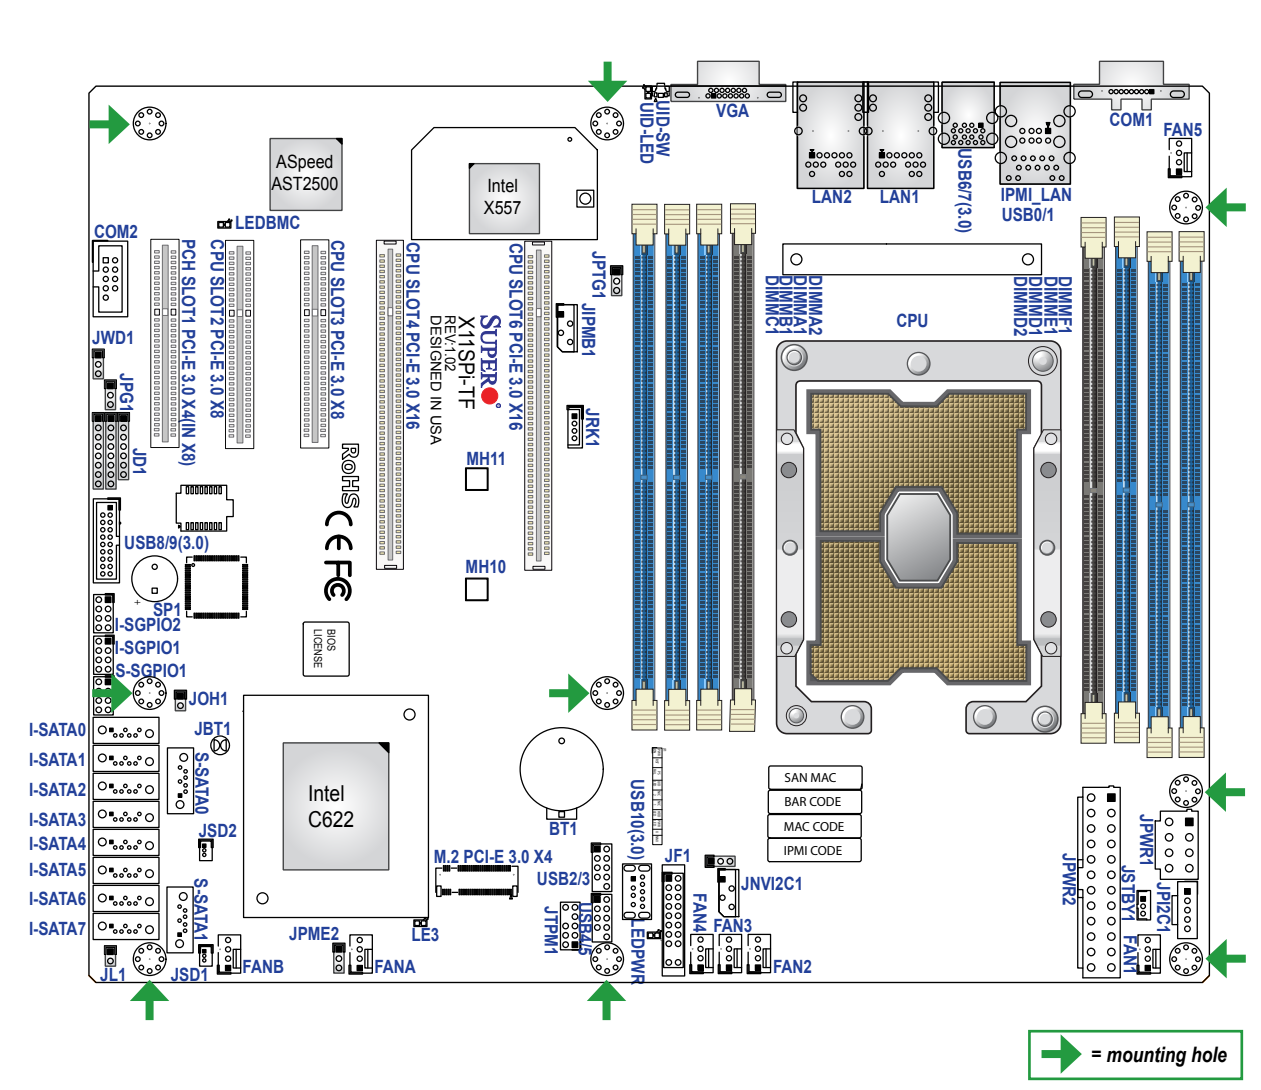 UID-LED
UID-SW
VGA
LAN2
LAN1
USB6/7(3.0)
IPMI_LAN
USB0/1
COM1
FAN5
ASpeed
AST2500
Intel
X557
LEDBMC
COM2
PCH SLOT1 PCI-E 3.0 X4(IN X8)
CPU SLOT2 PCI-E 3.0 X8
CPU SLOT3 PCI-E 3.0 X8
CPU SLOT4 PCI-E 3.0 X16
CPU SLOT6 PCI-E 3.0 X16
SUPER
X11SPi-TF
REV:1.02
DESIGNED IN USA
JPTG1
JIPMB1
JRK1
DIMMC1
DIMMB1
DIMMA1
DIMMA2
CPU
DIMMD2
DIMMD1
DIMME1
DIMMF1
JWD1
JPG1
JD1
MH11
MH10
RoHS
CE FC
USB8/9(3.0)
SP1
+
I-SGPIO2
I-SGPIO1
S-SGPIO1
BIOS
LICENSE
JOH1
JBT1
I-SATA0
I-SATA1
I-SATA2
I-SATA3
I-SATA4
I-SATA5
I-SATA6
I-SATA7
S-SATA0
S-SATA1
JSD2
JSD1
JL1
Intel
C622
FANB
JPME2
FANA
LE3
M.2 PCI-E 3.0 X4
BT1
USB2/3
USB4/5
JTPM1
USB10(3.0)
LEDPWR
JF1
JNVI2C1
FAN4
FAN3
FAN2
SAN MAC
BAR CODE
MAC CODE
IPMI CODE
JPWR2
JPWR1
JSTBY1
JPI2C1
FAN1
= mounting hole